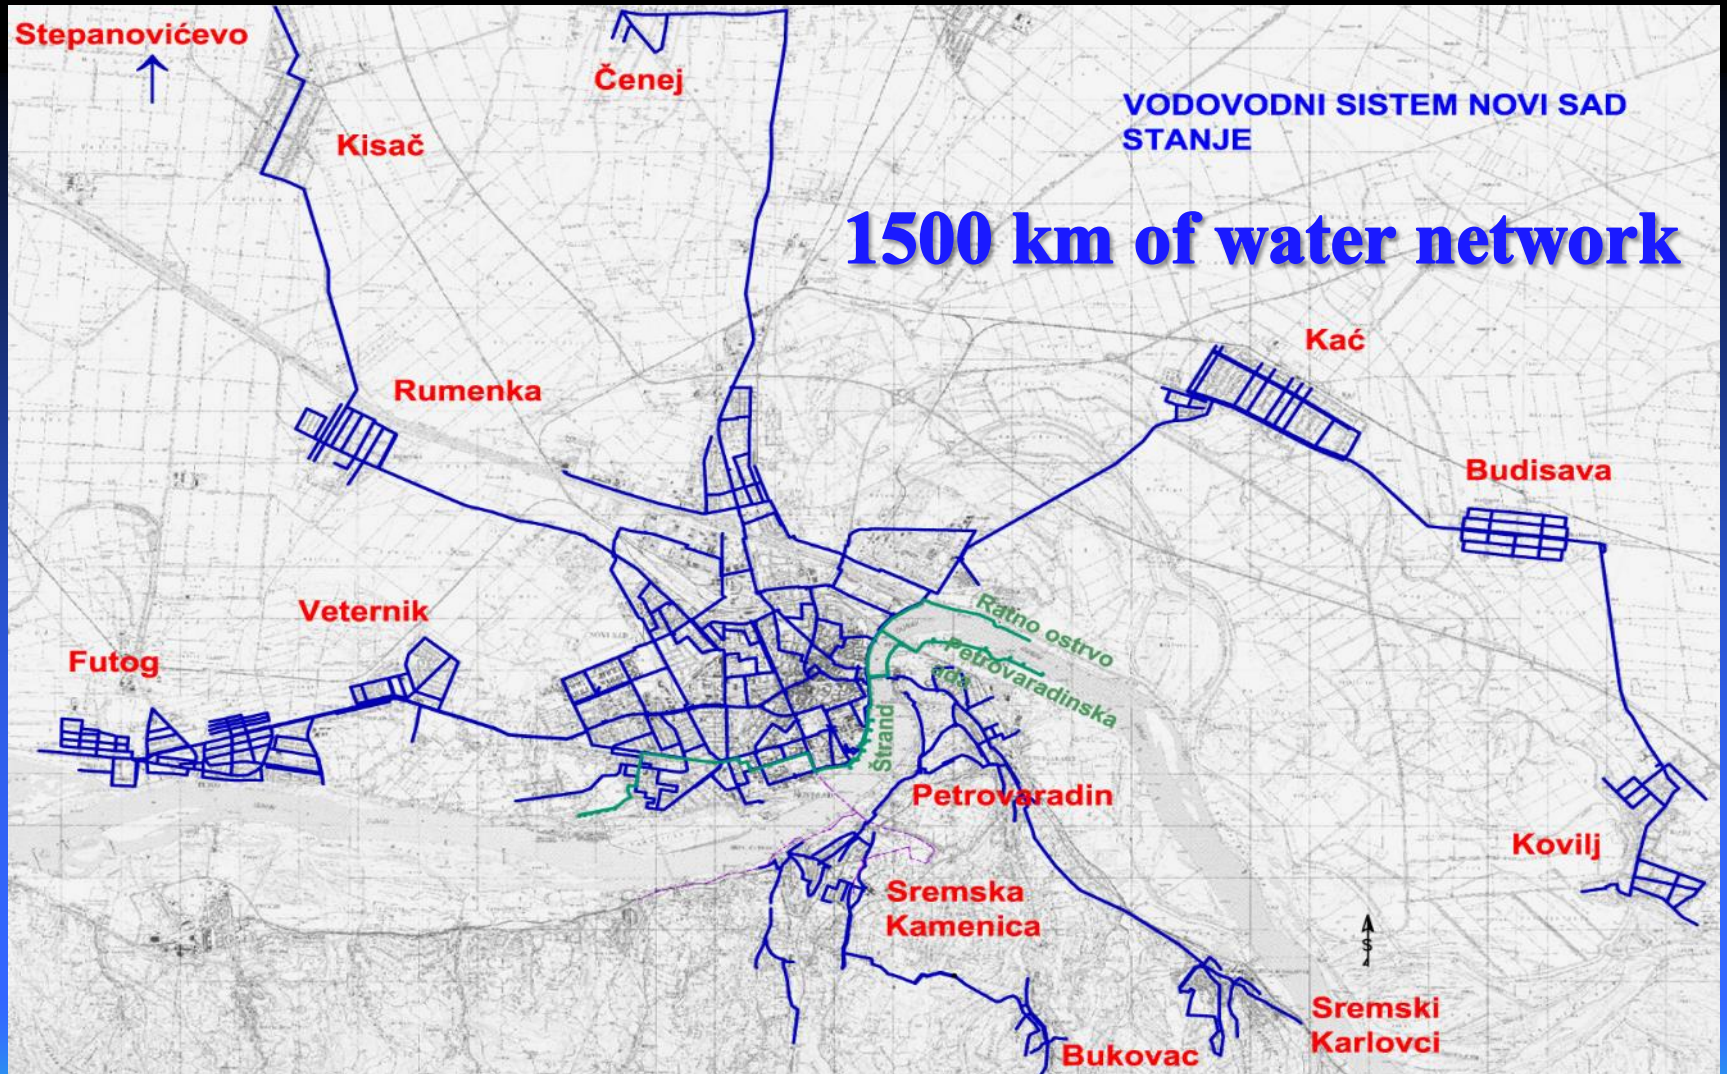 Stepanovićevo
Čenej
VODOVODNI SISTEM NOVI SAD
STANJE
Kisač
1500 km of water network
Kać
Rumenka
Budisava
Veternik
Ratno ostrvo
Petrovaradinska
ada
Futog
Štrand
Petrovaradin
Kovilj
Sremska
Kamenica
S
Sremski
Karlovci
Bukovac